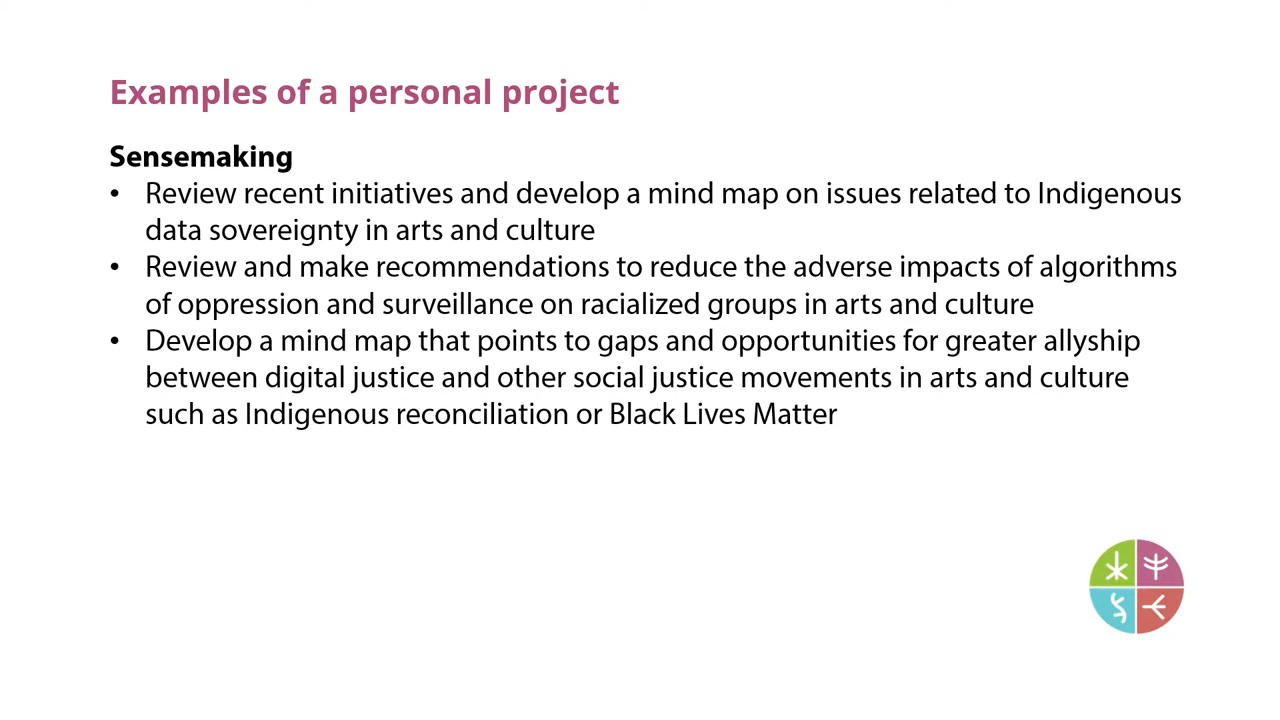 Examples of a personal project
Sensemaking
• Review recent initiatives and develop a mind map on issues related to Indigenous
data sovereignty in arts and culture
• Review and make recommendations to reduce the adverse impacts of algorithms
of oppression and surveillance on racialized groups in arts and culture
• Develop a mind map that points to gaps and opportunities for greater allyship
between digital justice and other social justice movements in arts and culture
such as Indigenous reconciliation or Black Lives Matter